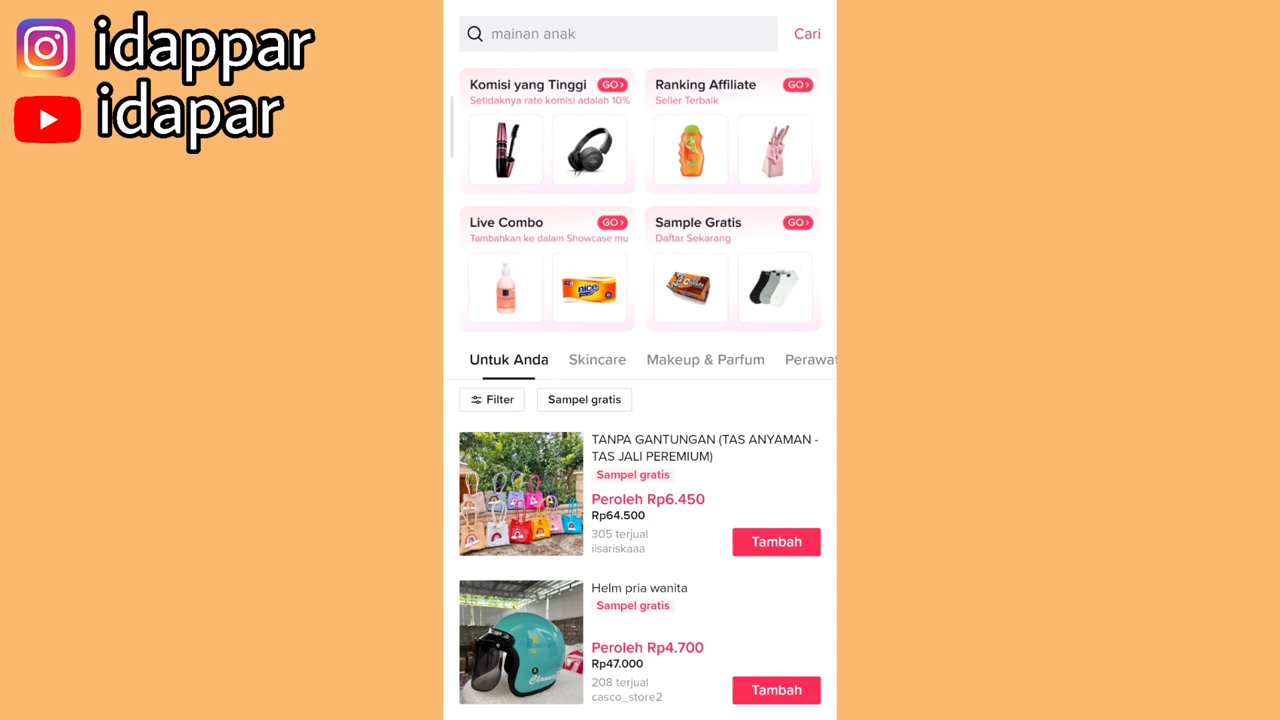 idappar
idapar
mainan anak
Cari
Komisi yang Tinggi
GO>
Setidaknya rate komisi adalah 10%
Ranking Affiliate
GO>
Seller Terbaik
Live Combo
GO>
Tambahkan ke dalam Showcase mu
Sample Gratis
GO>
Daftar Sekarang
nice
Untuk Anda
Skincare
Makeup & Parfum
Perawat
Filter
Sampel gratis
TANPA GANTUNGAN (TAS ANYAMAN -
TAS JALI PEREMIUM)
Sampel gratis
Peroleh Rp6.450
Rp64.500
305 terjual
iisariskaaa
Tambah
Helm pria wanita
Sampel gratis
Peroleh Rp4.700
Rp47.000
208 terjual
casco_store2
Tambah
Classic